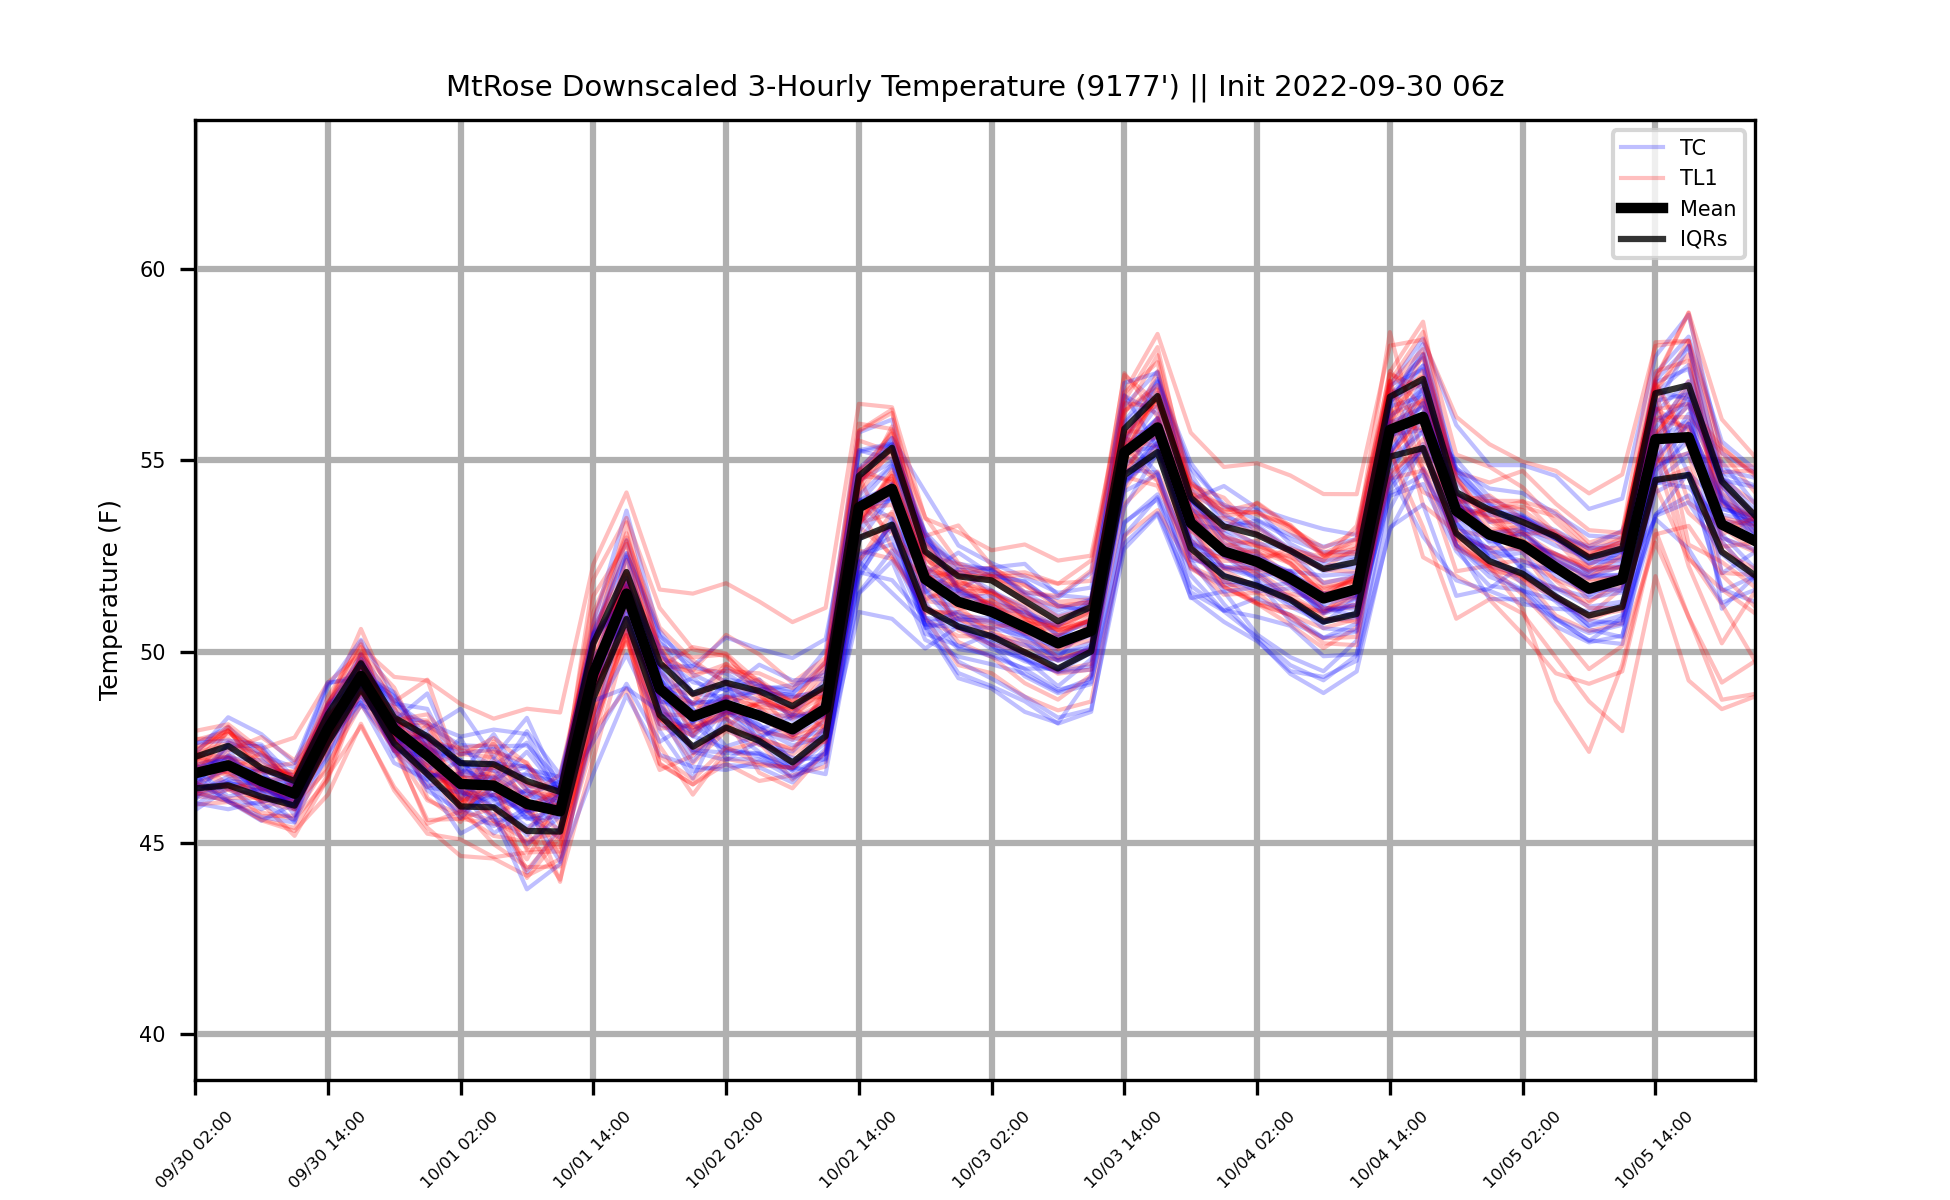 MtRose Downscaled 3-Hourly Temperature (9177') || Init 2022-09-30 06z
TC
TL1
Mean
IQRs
Temperature (F)
60
55
50
45
40
09/30 02:00
09/30 14:00
10/01 02:00
10/01 14:00
10/02 02:00
10/02 14:00
10/03 02:00
10/03 14:00
10/04 02:00
10/04 14:00
10/05 02:00
10/05 14:00